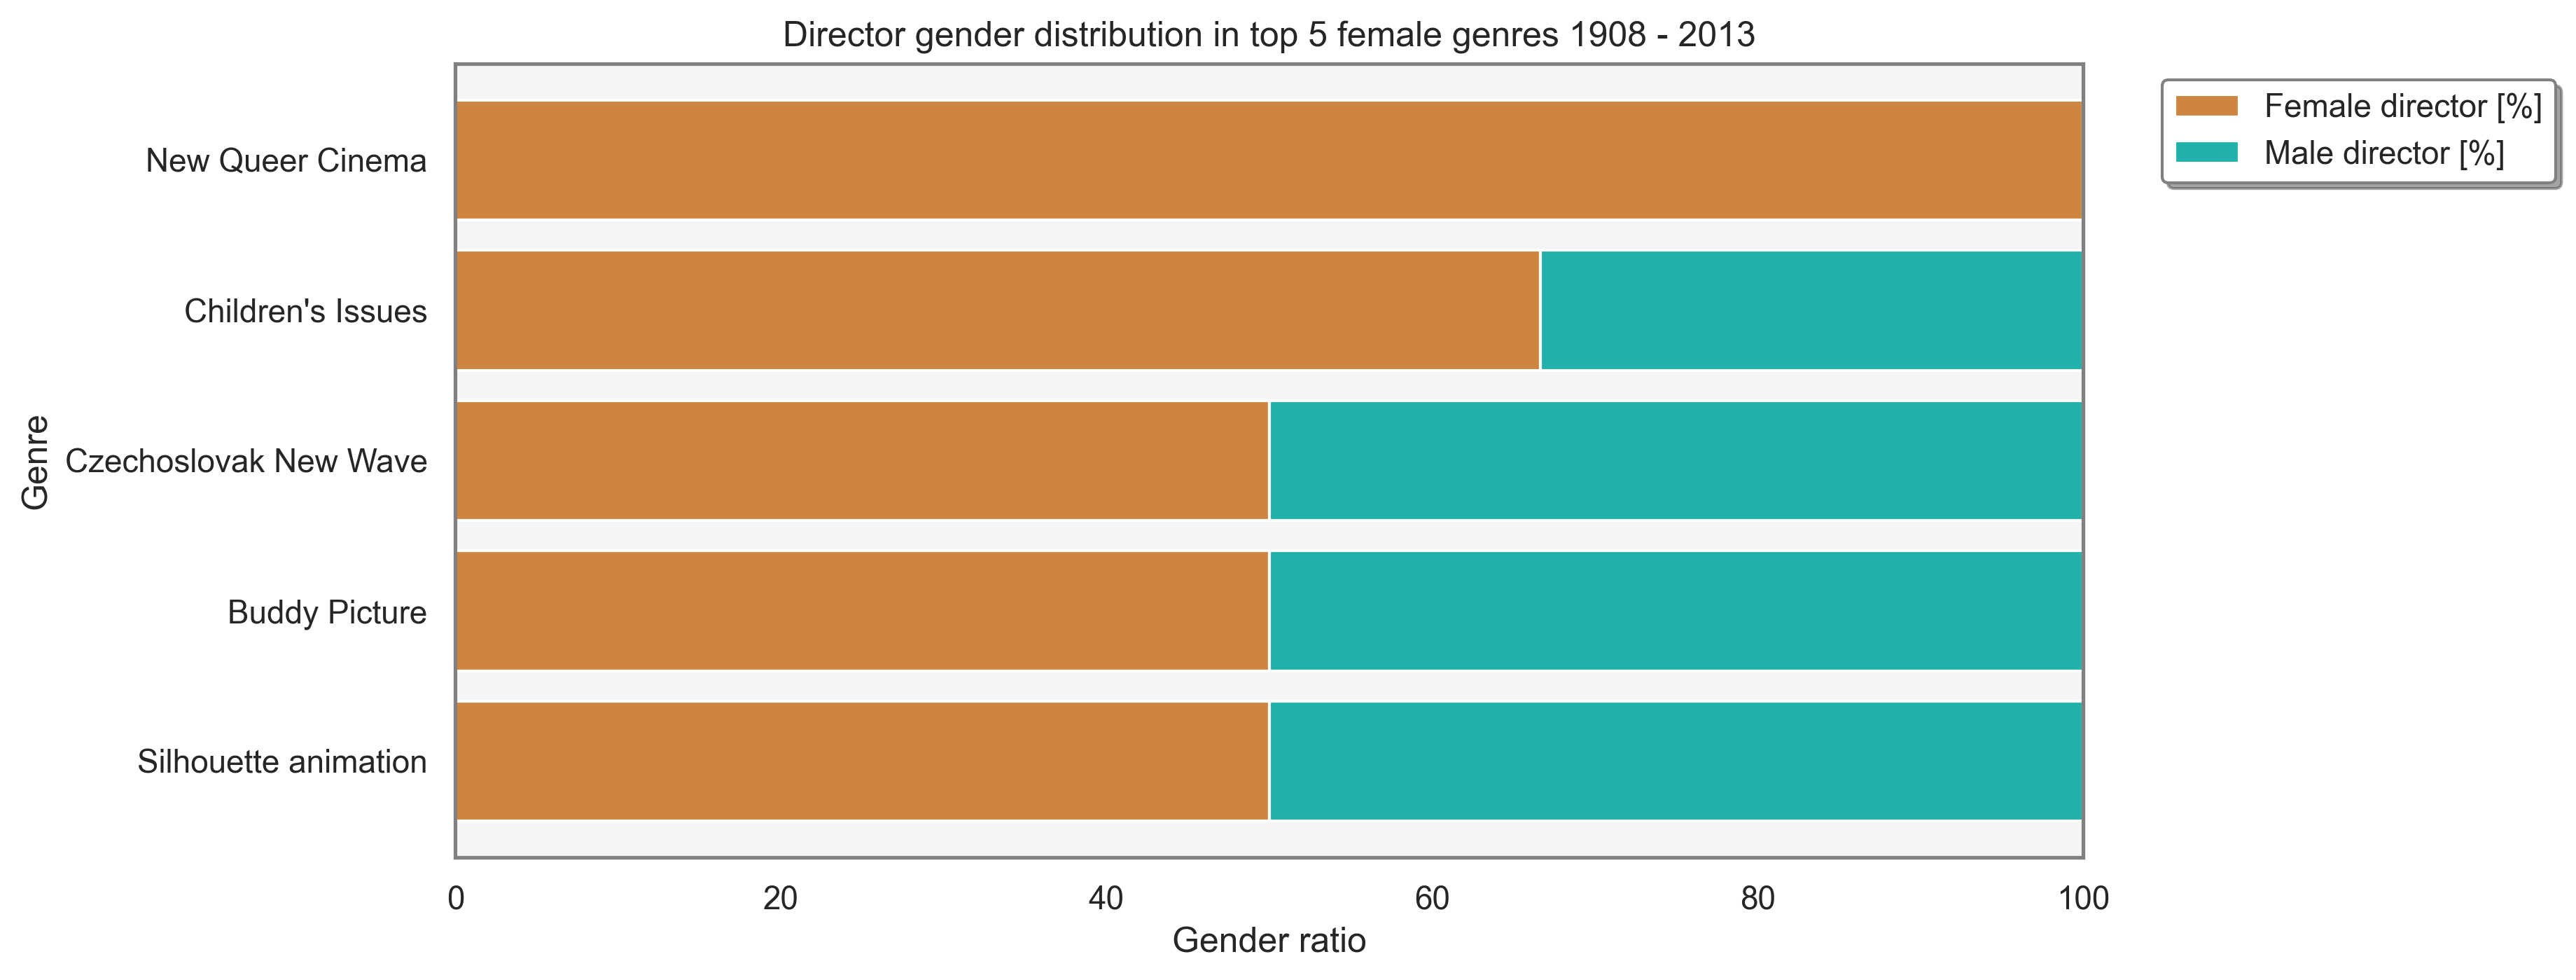 Director gender distribution in top 5 female genres 1908 - 2013
Female director [%]
Male director [%]
Genre
New Queer Cinema
Children's Issues
Czechoslovak New Wave
Buddy Picture
Silhouette animation
0 20 40 60 80 100
Gender ratio